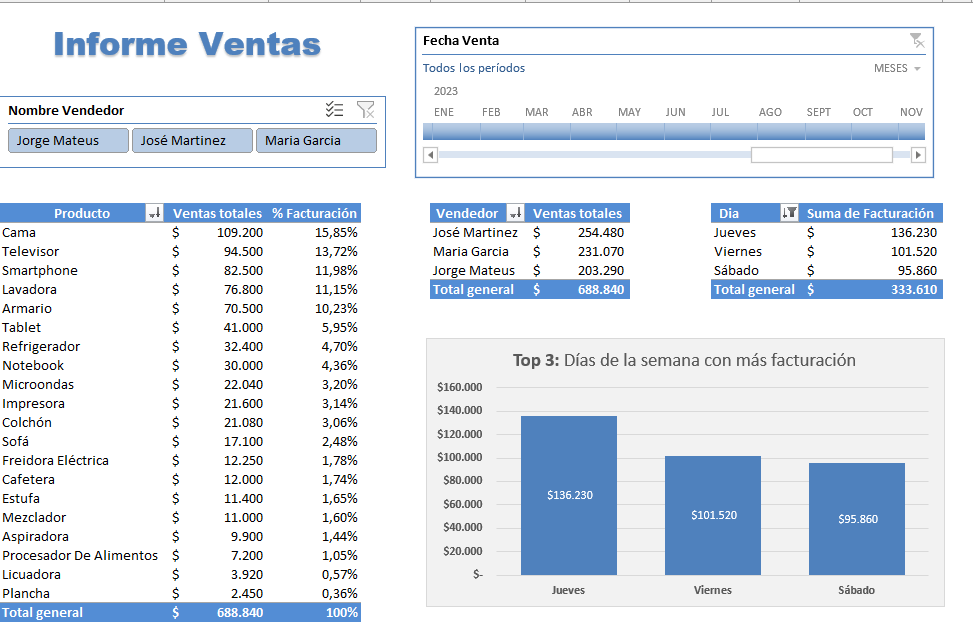 Informe Ventas
Fecha Venta
Todos los períodos
MESES
2023
ENE FEB MAR ABR MAY JUN JUL AGO SEPT OCT NOV
Nombre Vendedor
Jorge Mateus José Martinez Maria Garcia
Producto Ventas totales % Facturación
Cama $ 109.200 15,85%
Televisor $ 94.500 13,72%
Smartphone $ 82.500 11,98%
Lavadora $ 76.800 11,15%
Armario $ 70.500 10,23%
Tablet $ 41.000 5,95%
Refrigerador $ 32.400 4,70%
Notebook $ 30.000 4,36%
Microondas $ 22.040 3,20%
Impresora $ 21.600 3,14%
Colchón $ 21.080 3,06%
Sofá $ 17.100 2,48%
Freidora Eléctrica $ 12.250 1,78%
Cafetera $ 12.000 1,74%
Estufa $ 11.400 1,65%
Mezclador $ 11.000 1,60%
Aspiradora $ 9.900 1,44%
Procesador De Alimentos $ 7.200 1,05%
Licuadora $ 3.920 0,57%
Plancha $ 2.450 0,36%
Total general $ 688.840 100%
Vendedor Ventas totales
José Martinez $ 254.480
Maria Garcia $ 231.070
Jorge Mateus $ 203.290
Total general $ 688.840
Dia Suma de Facturación
Jueves $ 136.230
Viernes $ 101.520
Sábado $ 95.860
Total general $ 333.610
Top 3: Días de la semana con más facturación
$160.000
$140.000
$120.000
$100.000
$80.000
$60.000
$40.000
$20.000
$-
$136.230
$101.520
$95.860
Jueves Viernes Sábado